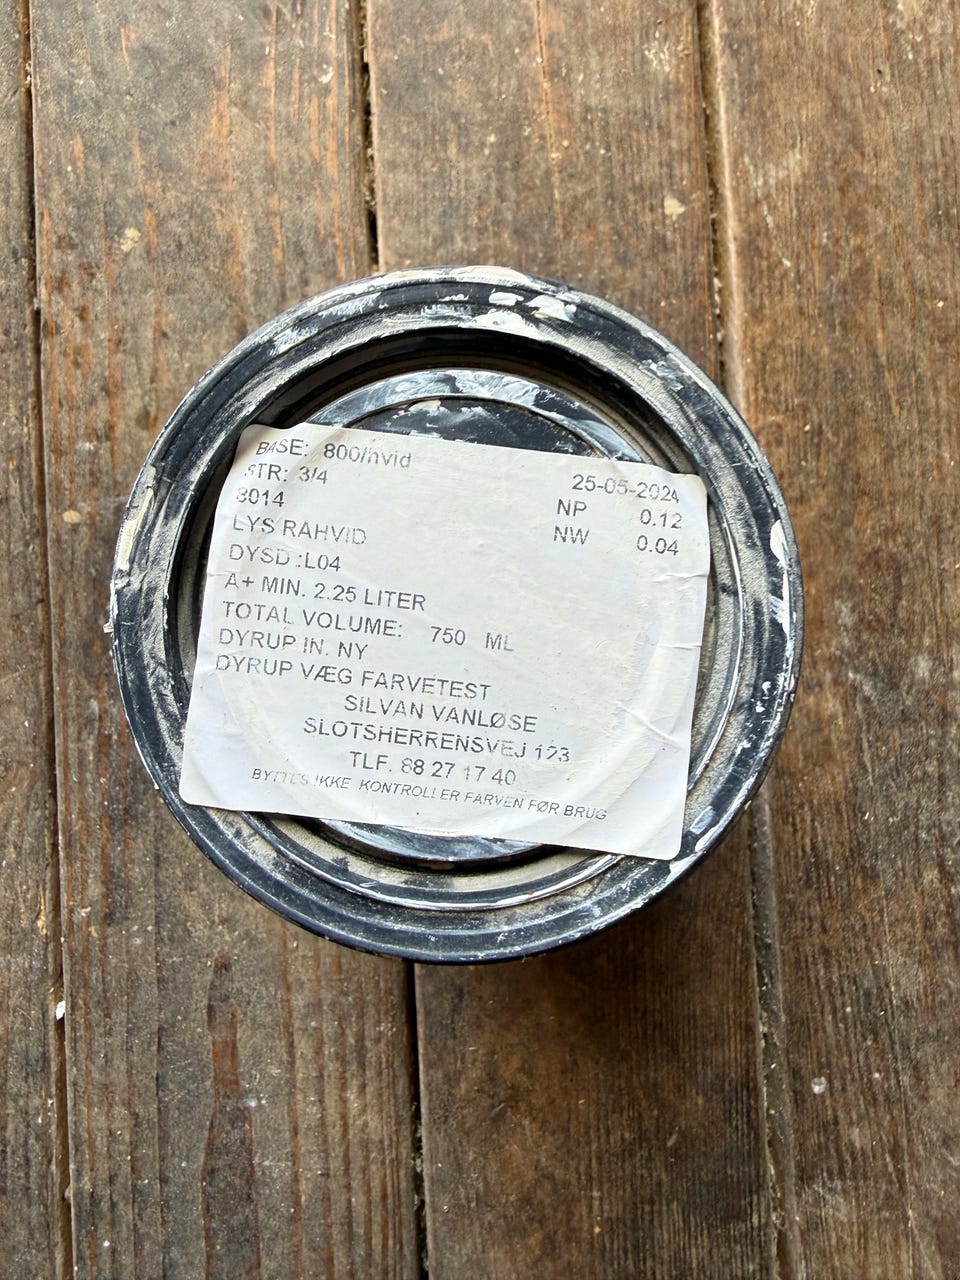 BASE: 800/hvid
STR: 3/4
25-05-2024
8014
NP 0.12
LYS RAHVID
NW 0.04
DYSD :L04
A+ MIN. 2.25 LITER
TOTAL VOLUME: 750 ML
DYRUP IN. NY
DYRUP VÆG FARVETEST
SILVAN VANLØSE
SLOTSHERRENSVEJ 123
TLF. 88 27 17 40
BYTTES IKKE KONTROLLER FARVEN FØR BRUG